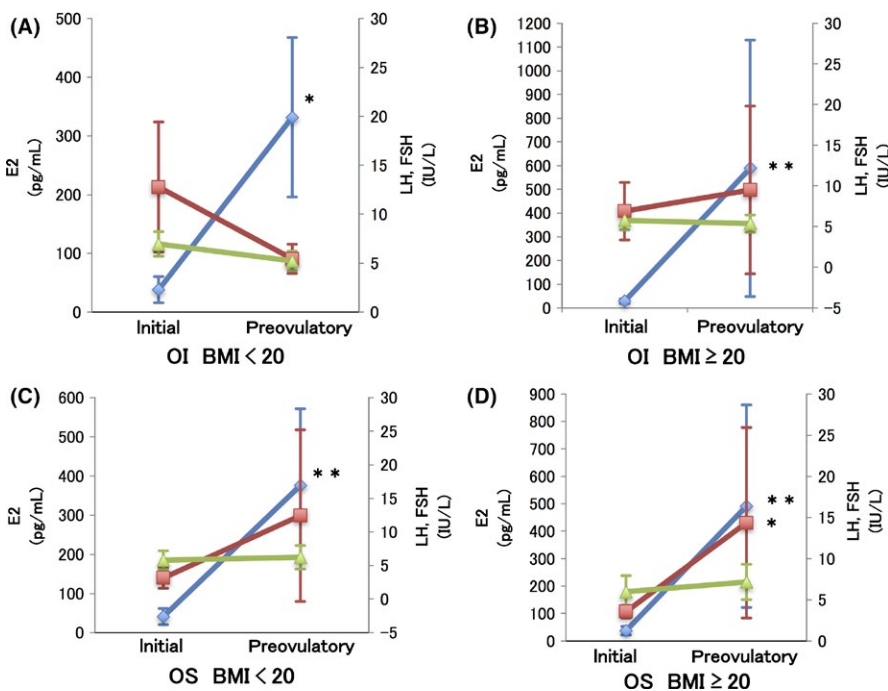 (A)
500
400
300
200
100
0
E2
(pg/mL)
30
25
20
15
10
5
0
LH, FSH
(IU/L)
*
Initial Preovulatory
OI BMI < 20
(B)
1200
1100
1000
900
800
700
600
500
400
300
200
100
0
E2
(pg/mL)
30
25
20
15
10
5
0
−5
LH, FSH
(IU/L)
**
Initial Preovulatory
OI BMI ≥ 20
(C)
600
500
400
300
200
100
0
E2
(pg/mL)
30
25
20
15
10
5
0
−5
LH, FSH
(IU/L)
**
Initial Preovulatory
OS BMI < 20
(D)
900
800
700
600
500
400
300
200
100
0
E2
(pg/mL)
30
25
20
15
10
5
0
LH, FSH
(IU/L)
**
*
Initial Preovulatory
OS BMI ≥ 20